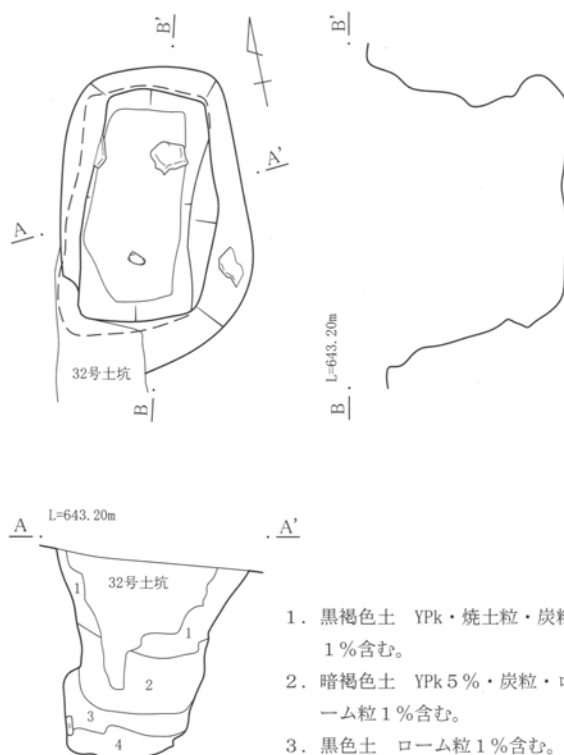 B'
B'
A'
A
32号土坑
B
L=643.20m
B
A L=643.20m A'
32号土坑
1
1
2
3
4
1. 黒褐色土 YPk・焼土粒・炭粒
1%含む。
2. 暗褐色土 YPk5%・炭粒・ロ
ーム粒1%含む。
3. 黒色土 ローム粒1%含む。